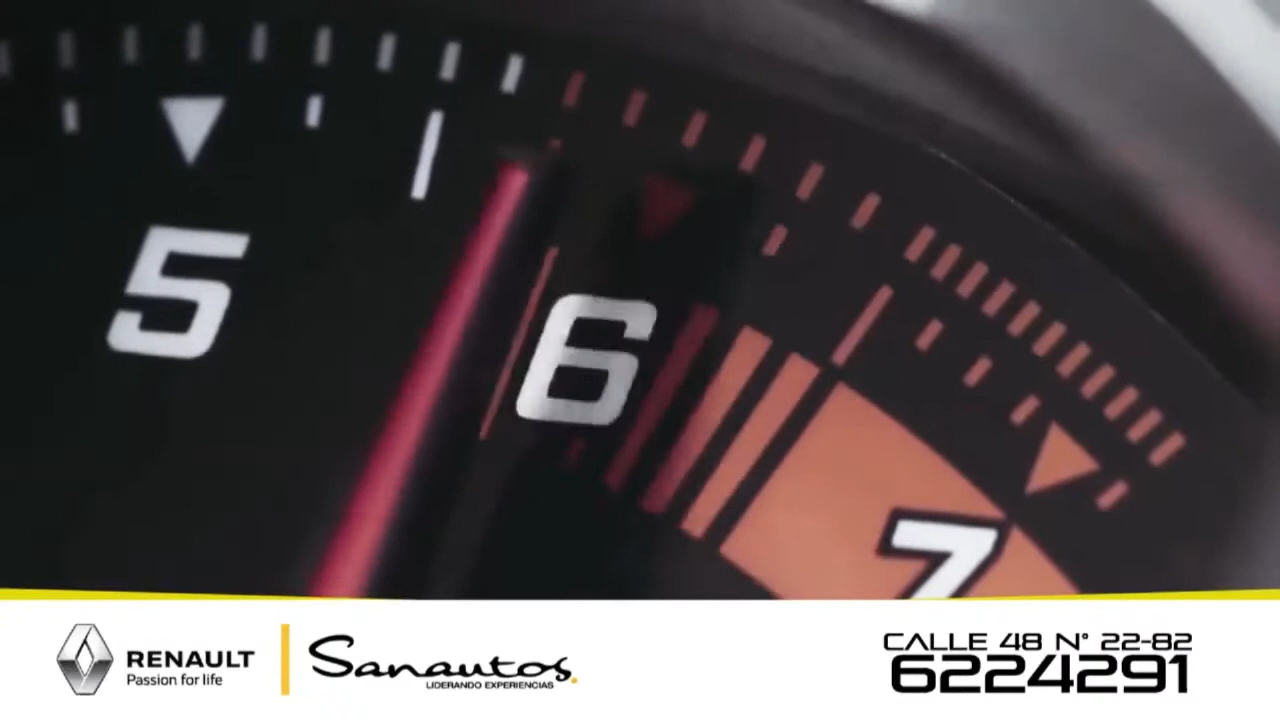 5
6
7
RENAULT
Passion for life
Sanautos.
LIDERANDO EXPERIENCIAS
CALLE 48 N° 22-82
6224291